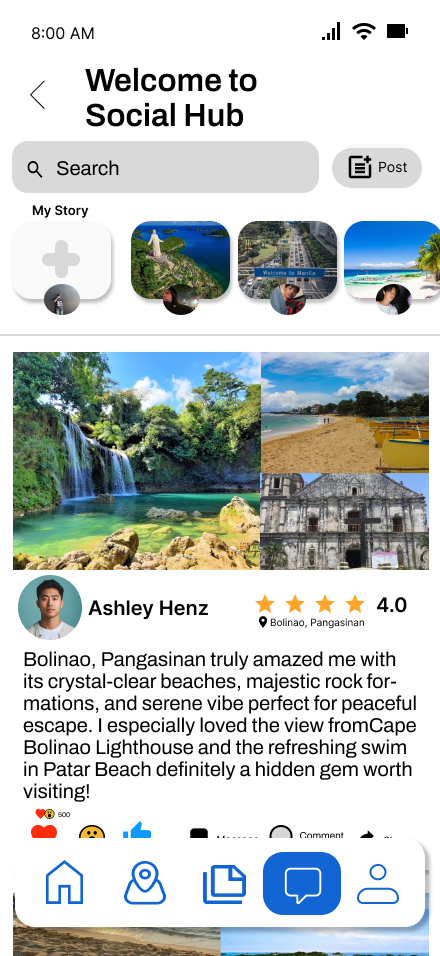 8:00 AM
Welcome to
Social Hub
Search
Post
My Story
Welcome to Manila
Ashley Henz
4.0
Bolinao, Pangasinan
Bolinao, Pangasinan truly amazed me with
its crystal-clear beaches, majestic rock for-
mations, and serene vibe perfect for peaceful
escape. I especially loved the view fromCape
Bolinao Lighthouse and the refreshing swim
in Patar Beach definitely a hidden gem worth
visiting!
500
Comment